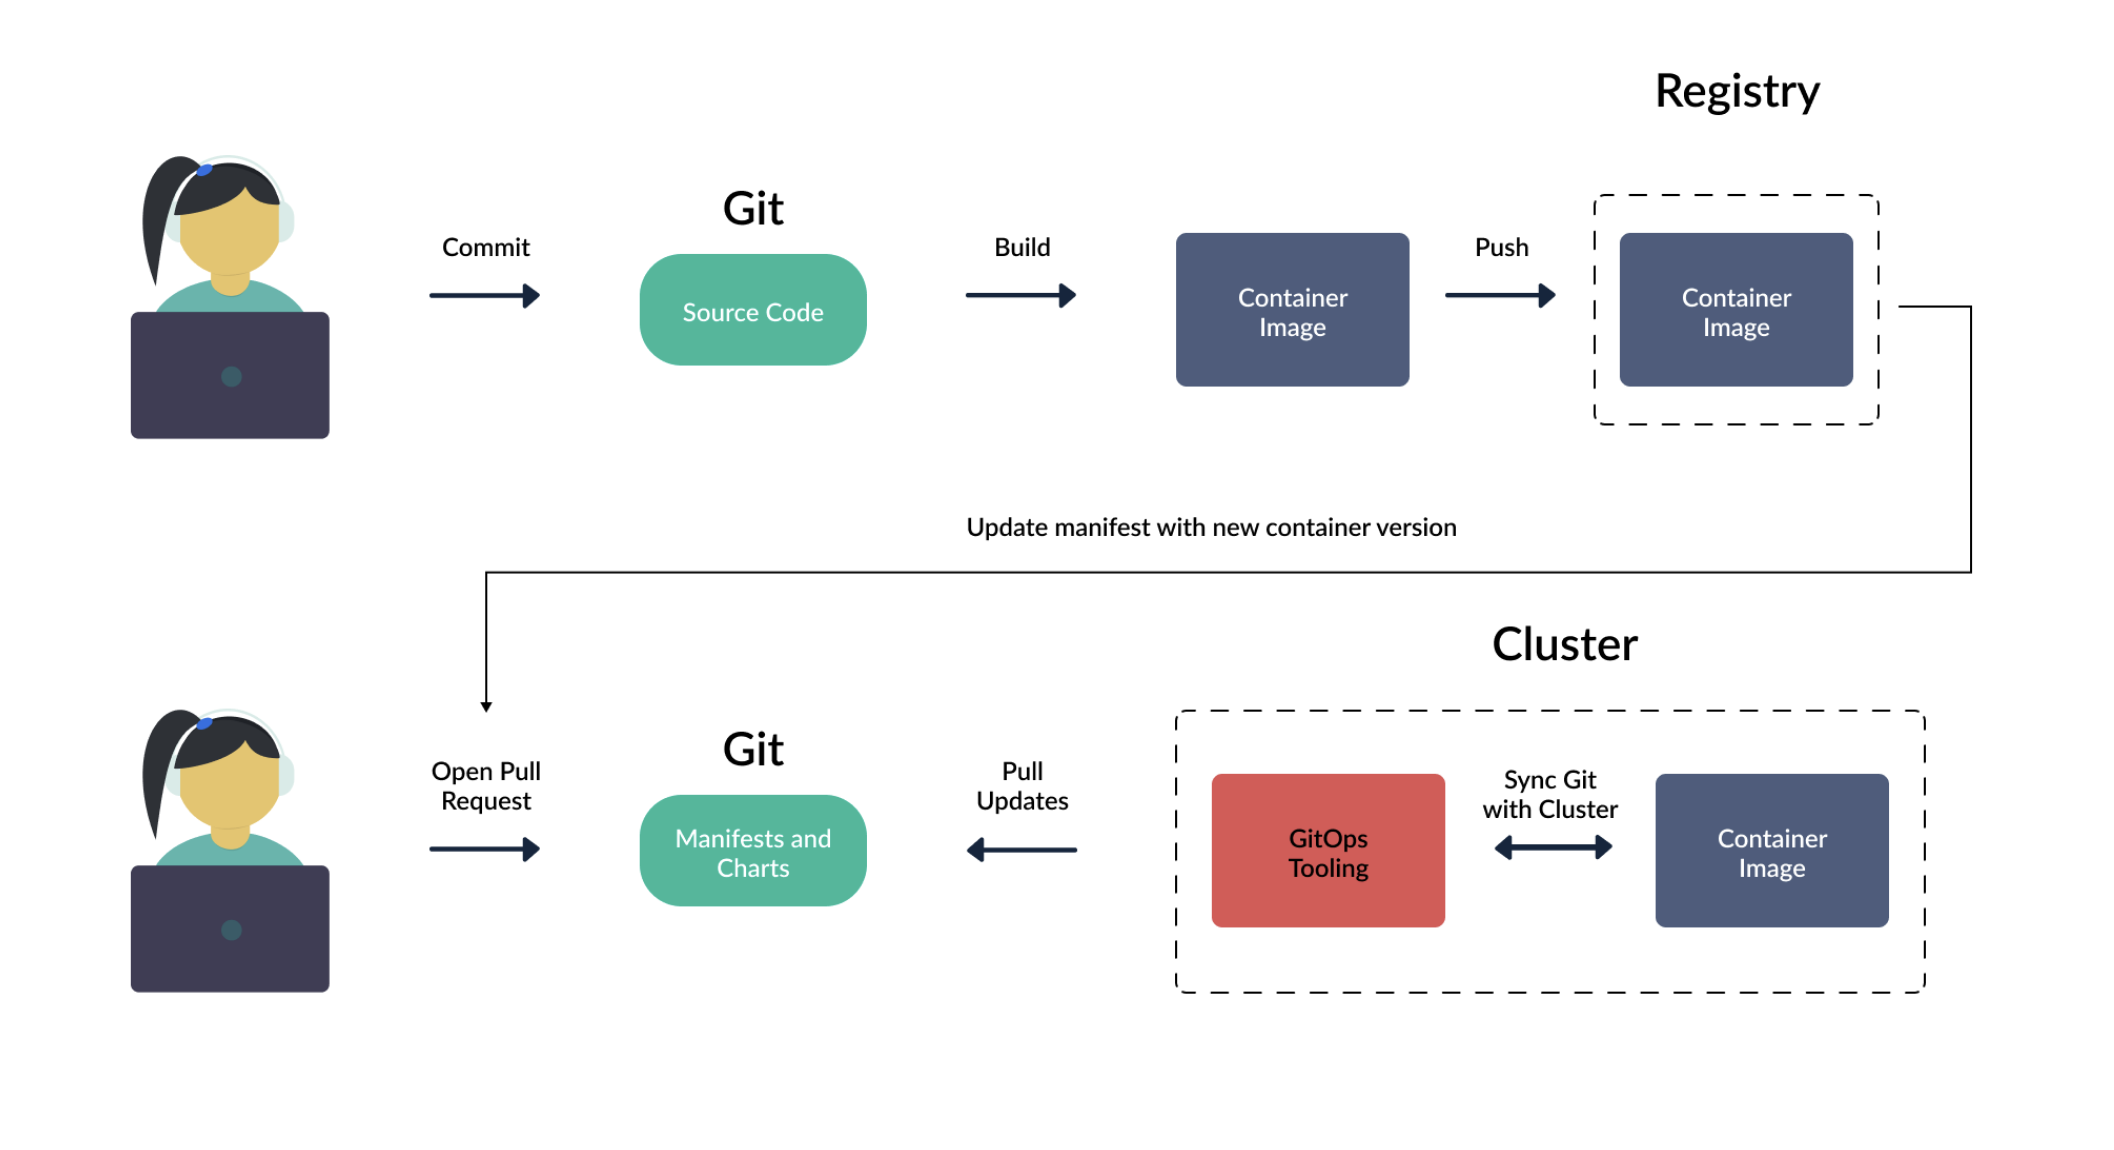 Registry
Git
Commit
Source Code
Build
Container
Image
Push
Container
Image
Update manifest with new container version
Cluster
Git
Open Pull
Request
Manifests and
Charts
Pull
Updates
GitOps
Tooling
Sync Git
with Cluster
Container
Image